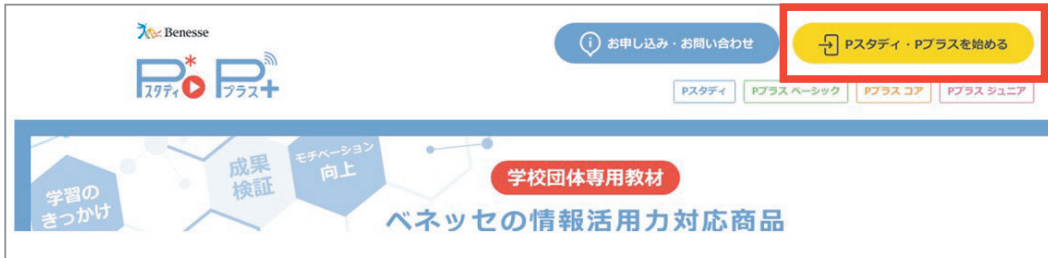 Benesse
Pスタディ* Pプラス+
お申し込み・お問い合わせ
Pスタディ・Pプラスを始める
Pスタディ
Pプラス ベーシック
Pプラス コア
Pプラス ジュニア
学習の
きっかけ
成果
検証
モチベーション
向上
学校団体専用教材
ベネッセの情報活用力対応商品